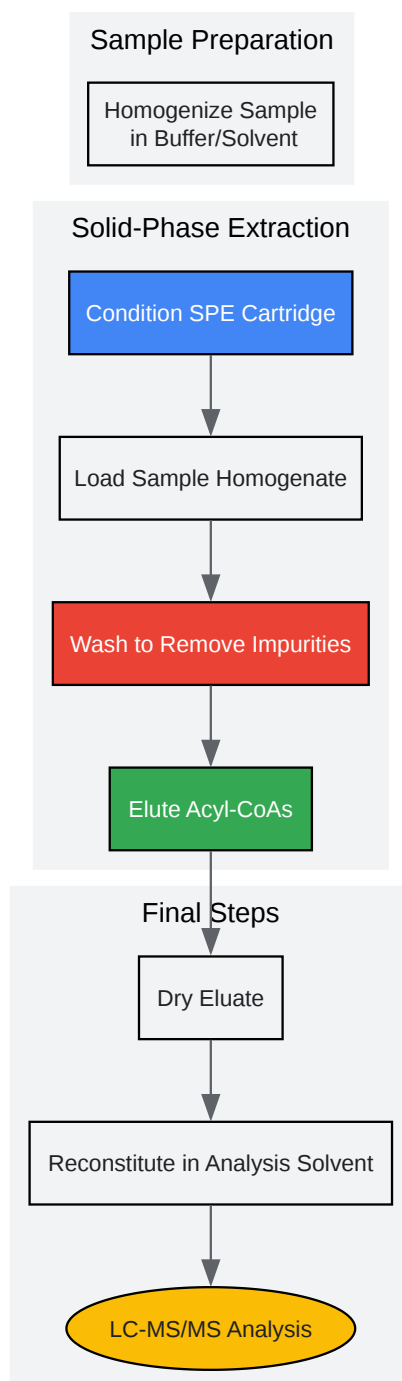 Sample Preparation
Homogenize Sample
in Buffer/Solvent
Solid-Phase Extraction
Condition SPE Cartridge
Load Sample Homogenate
Wash to Remove Impurities
Elute Acyl-CoAs
Final Steps
Dry Eluate
Reconstitute in Analysis Solvent
LC-MS/MS Analysis